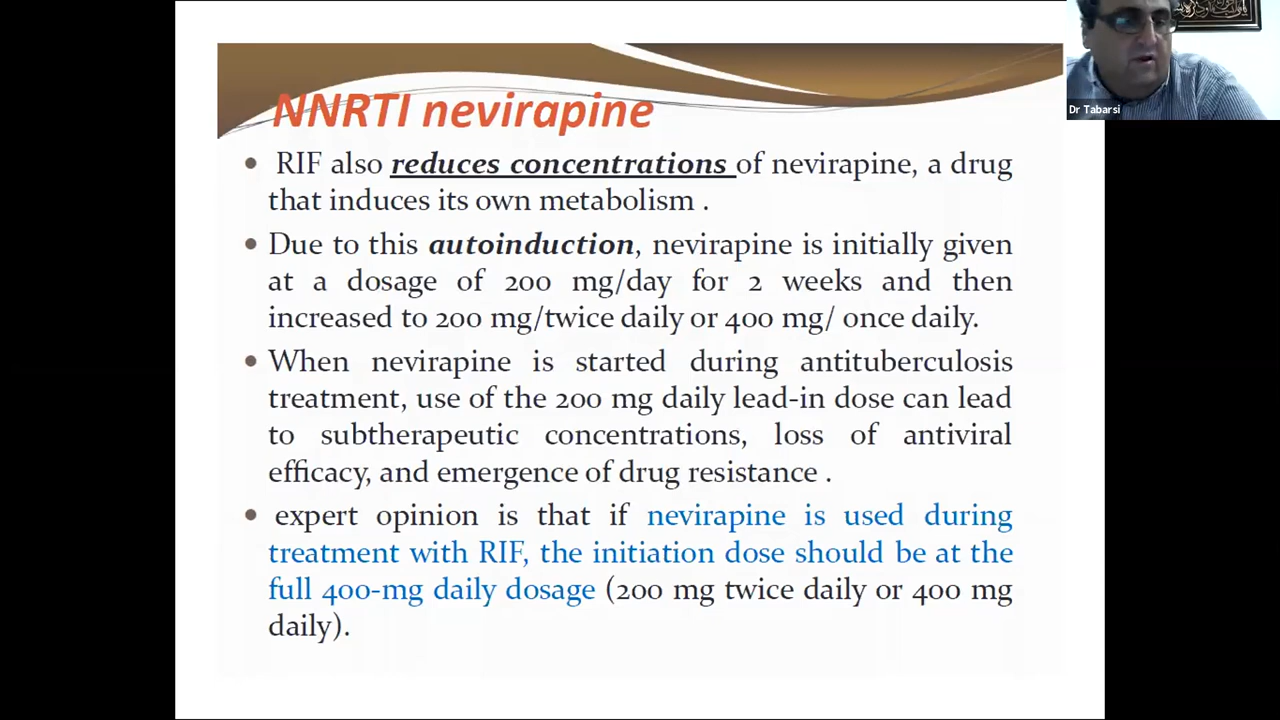 NNRTI nevirapine
• RIF also reduces concentrations of nevirapine, a drug
that induces its own metabolism .
• Due to this autoinduction, nevirapine is initially given
at a dosage of 200 mg/day for 2 weeks and then
increased to 200 mg/twice daily or 400 mg/ once daily.
• When nevirapine is started during antituberculosis
treatment, use of the 200 mg daily lead-in dose can lead
to subtherapeutic concentrations, loss of antiviral
efficacy, and emergence of drug resistance .
• expert opinion is that if nevirapine is used during
treatment with RIF, the initiation dose should be at the
full 400-mg daily dosage (200 mg twice daily or 400 mg
daily).
Dr Tabarsi